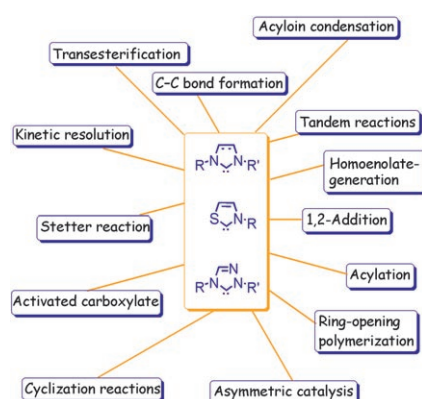 Acyloin condensation
Transesterification
C–C bond formation
Tandem reactions
Kinetic resolution
R-N N-R'
Homoenolate-
generation
Stetter reaction
S N-R
1,2-Addition
Acylation
N
R-N N-R'
Activated carboxylate
Ring-opening
polymerization
Cyclization reactions
Asymmetric catalysis